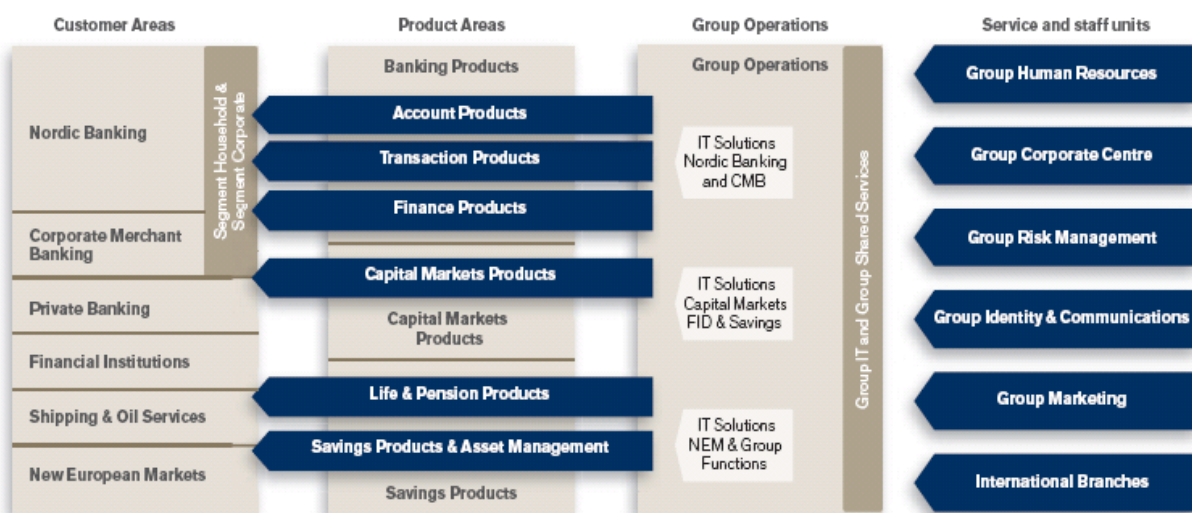 Customer Areas
Product Areas
Group Operations
Service and staff units
Nordic Banking
Corporate Merchant
Banking
Private Banking
Financial Institutions
Shipping & Oil Services
New European Markets
Segment Household &
Segment Corporate
Banking Products
Account Products
Transaction Products
Finance Products
Capital Markets Products
Capital Markets
Products
Life & Pension Products
Savings Products & Asset Management
Savings Products
Group Operations
IT Solutions
Nordic Banking
and CMB
IT Solutions
Capital Markets
FID & Savings
IT Solutions
NEM & Group
Functions
Group IT and Group Shared Services
Group Human Resources
Group Corporate Centre
Group Risk Management
Group Identity & Communications
Group Marketing
International Branches